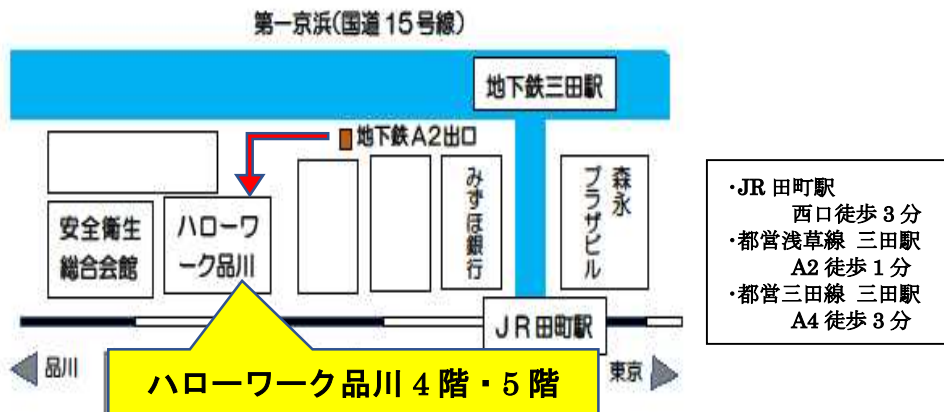 第一京浜(国道15号線)
地下鉄三田駅
地下鉄A2出口
みずほ銀行
森永
プラザビル
安全衛生
総合会館
ハローワ
ーク品川
JR田町駅
品川
東京
ハローワーク品川 4 階・5 階
・JR 田町駅
西口徒歩 3 分
・都営浅草線 三田駅
A2 徒歩 1 分
・都営三田線 三田駅
A4 徒歩 3 分